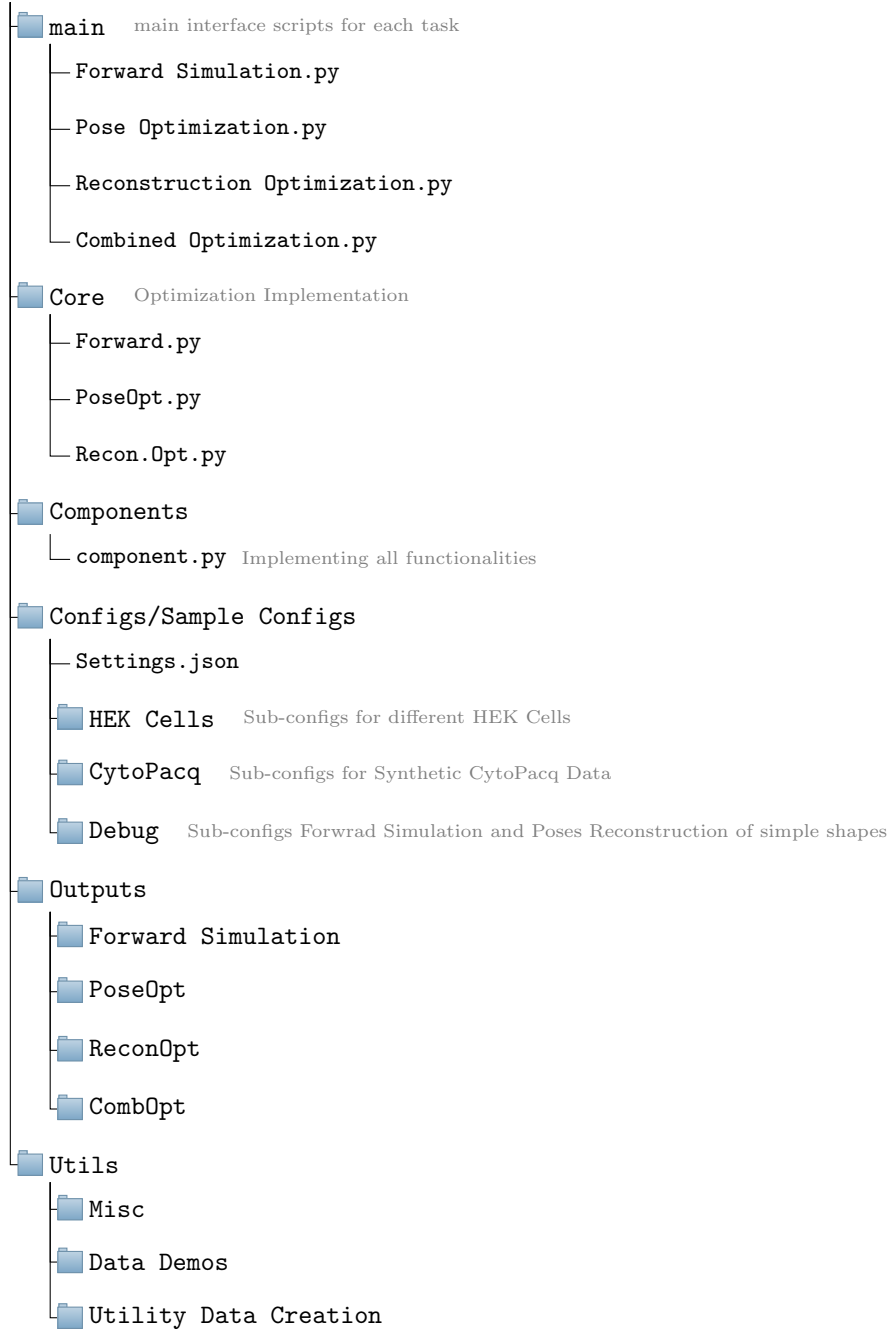 main main interface scripts for each task
Forward Simulation.py
Pose Optimization.py
Reconstruction Optimization.py
Combined Optimization.py
Core Optimization Implementation
Forward.py
PoseOpt.py
Recon.Opt.py
Components
component.py Implementing all functionalities
Configs/Sample Configs
Settings.json
HEK Cells Sub-configs for different HEK Cells
CytoPacq Sub-configs for Synthetic CytoPacq Data
Debug Sub-configs Forwrad Simulation and Poses Reconstruction of simple shapes
Outputs
Forward Simulation
PoseOpt
ReconOpt
CombOpt
Utils
Misc
Data Demos
Utility Data Creation